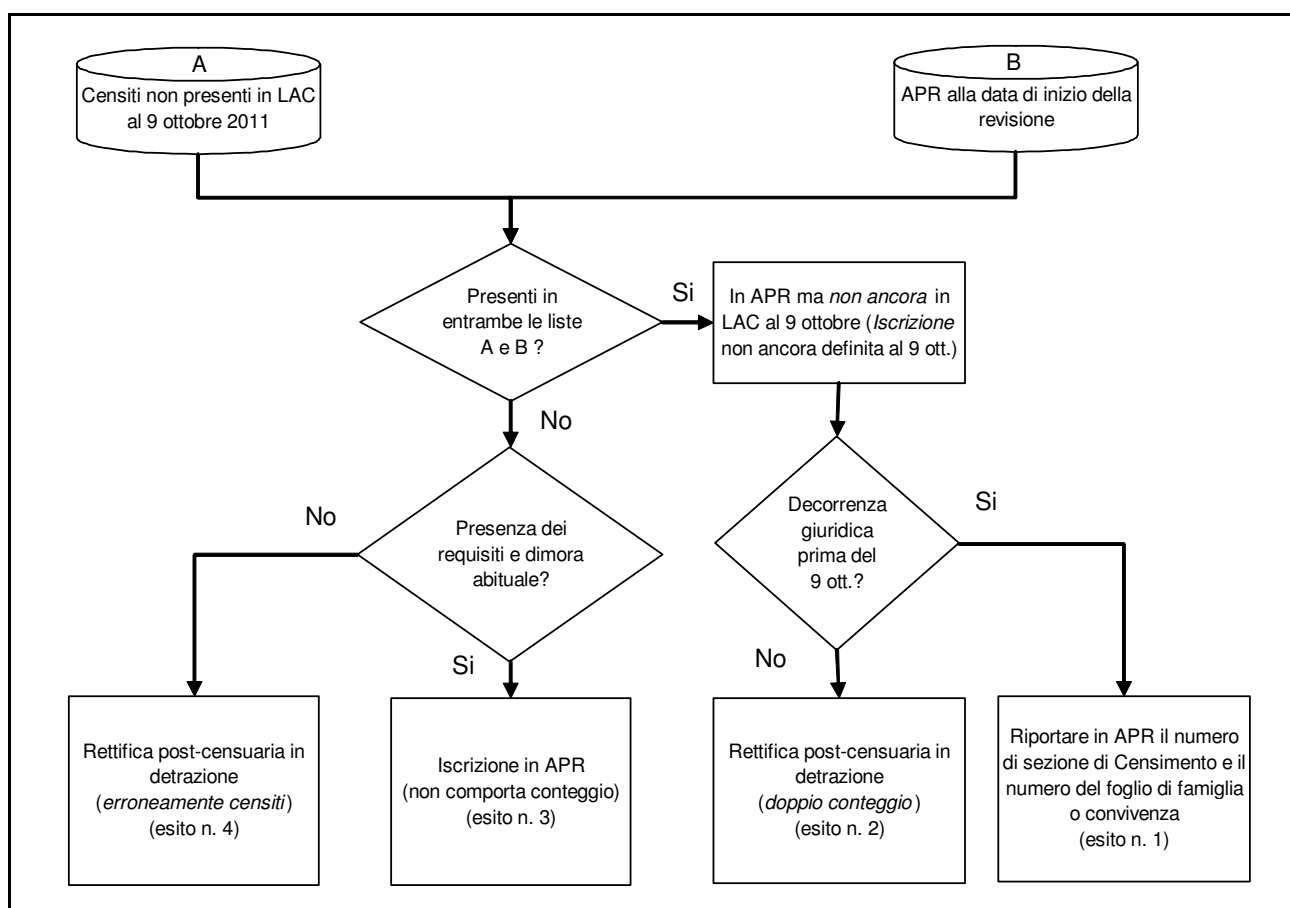 A
Censiti non presenti in LAC
al 9 ottobre 2011
B
APR alla data di inizio della
revisione
Presenti in
entrambe le liste
A e B ?
Si
In APR ma non ancora in
LAC al 9 ottobre (Iscrizione
non ancora definita al 9 ott.)
No
Presenza dei
requisiti e dimora
abituale?
No
Si
Decorrenza
giuridica
prima del
9 ott.?
Si
No
Rettifica post-censuaria in
detrazione
(erroneamente censiti)
(esito n. 4)
Iscrizione in APR
(non comporta conteggio)
(esito n. 3)
Rettifica post-censuaria in
detrazione
(doppio conteggio)
(esito n. 2)
Riportare in APR il numero
di sezione di Censimento e il
numero del foglio di famiglia
o convivenza
(esito n. 1)